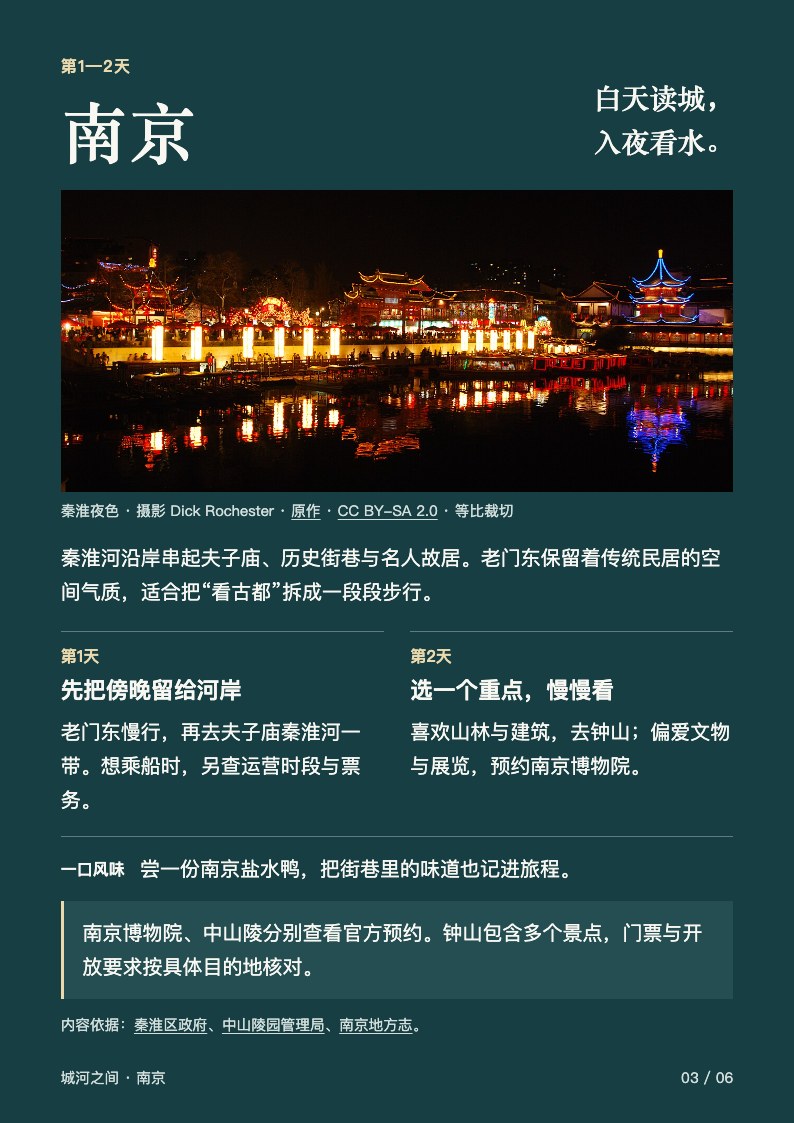 第1—2天
南京
白天读城，
入夜看水。
秦淮夜色 · 摄影 Dick Rochester · 原作 · CC BY–SA 2.0 · 等比裁切
秦淮河沿岸串起夫子庙、历史街巷与名人故居。老门东保留着传统民居的空
间气质，适合把“看古都”拆成一段段步行。
第1天
先把傍晚留给河岸
老门东慢行，再去夫子庙秦淮河一
带。想乘船时，另查运营时段与票
务。
第2天
选一个重点，慢慢看
喜欢山林与建筑，去钟山；偏爱文物
与展览，预约南京博物院。
一口风味 尝一份南京盐水鸭，把街巷里的味道也记进旅程。
南京博物院、中山陵分别查看官方预约。钟山包含多个景点，门票与开
放要求按具体目的地核对。
内容依据：秦淮区政府、中山陵园管理局、南京地方志。
城河之间 · 南京
03 / 06